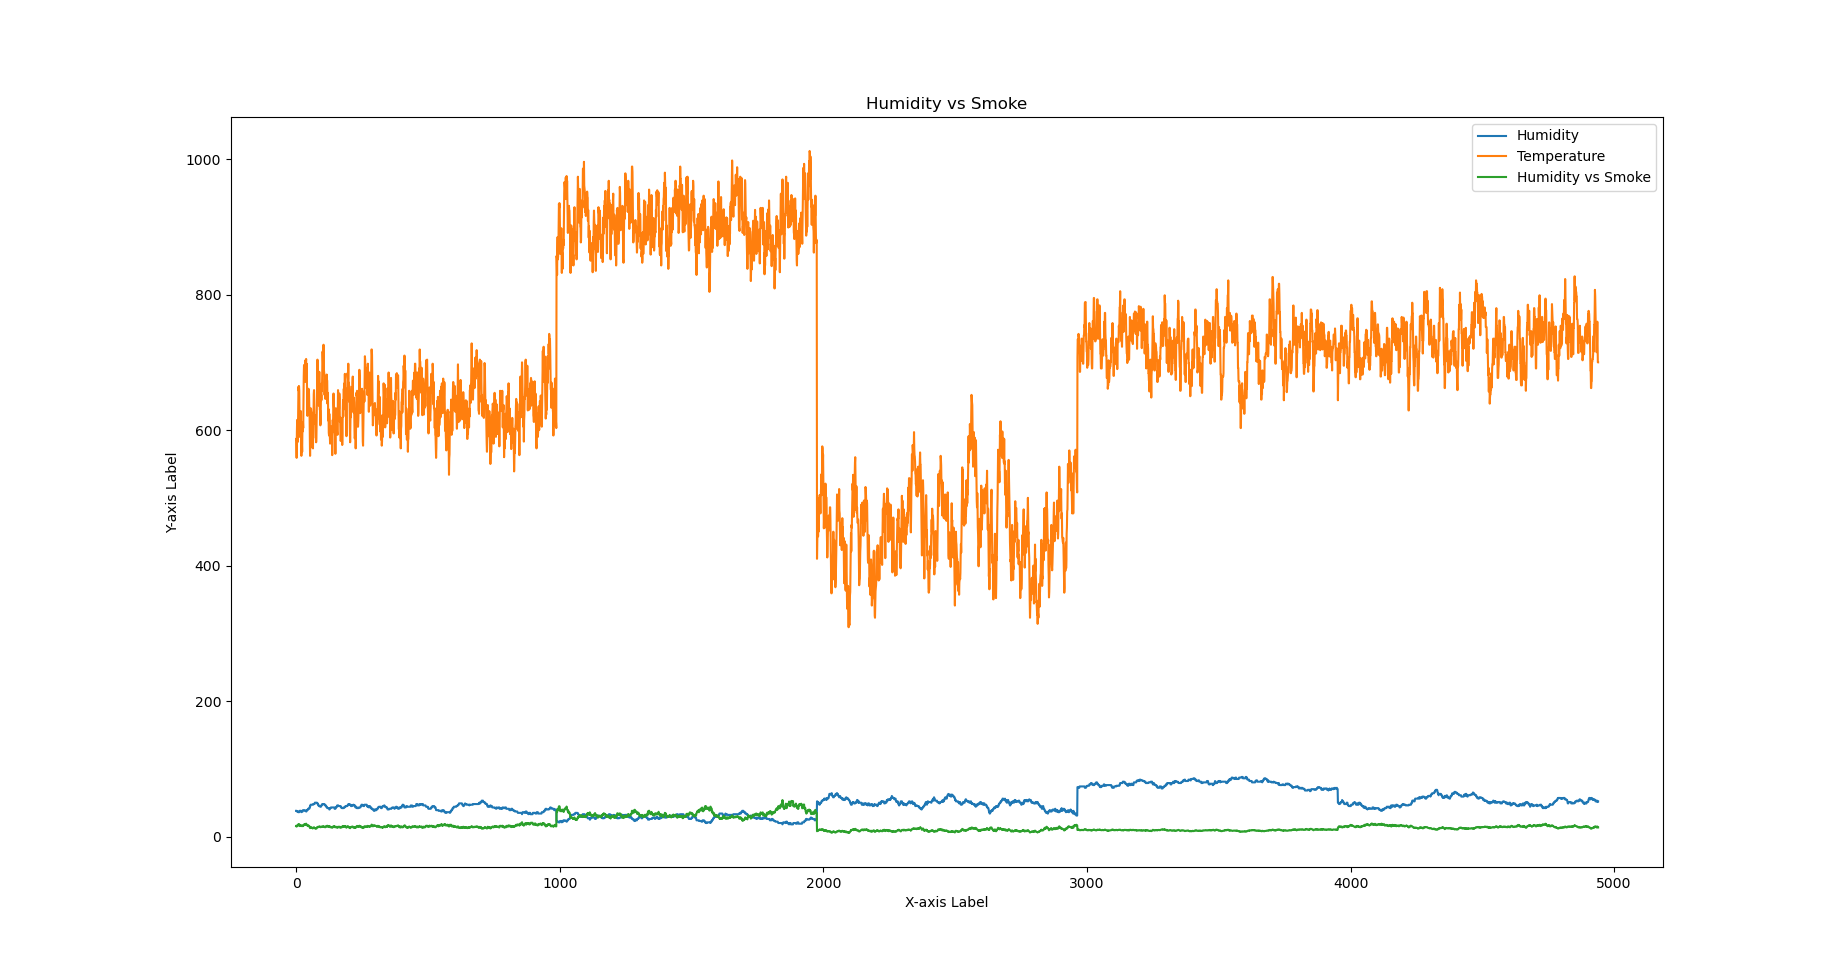 Humidity vs Smoke
Humidity
Temperature
Humidity vs Smoke
1000
800
600
400
200
0
Y-axis Label
0 1000 2000 3000 4000 5000
X-axis Label